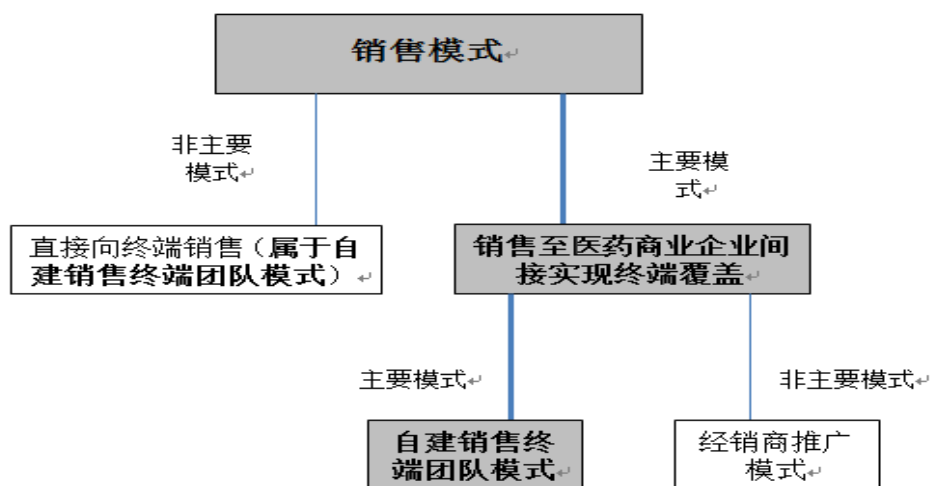 销售模式
非主要
模式
主要模
式
直接向终端销售（属于自
建销售终端团队模式）
销售至医药商业企业间
接实现终端覆盖
主要模式
非主要模式
自建销售终
端团队模式
经销商推广
模式